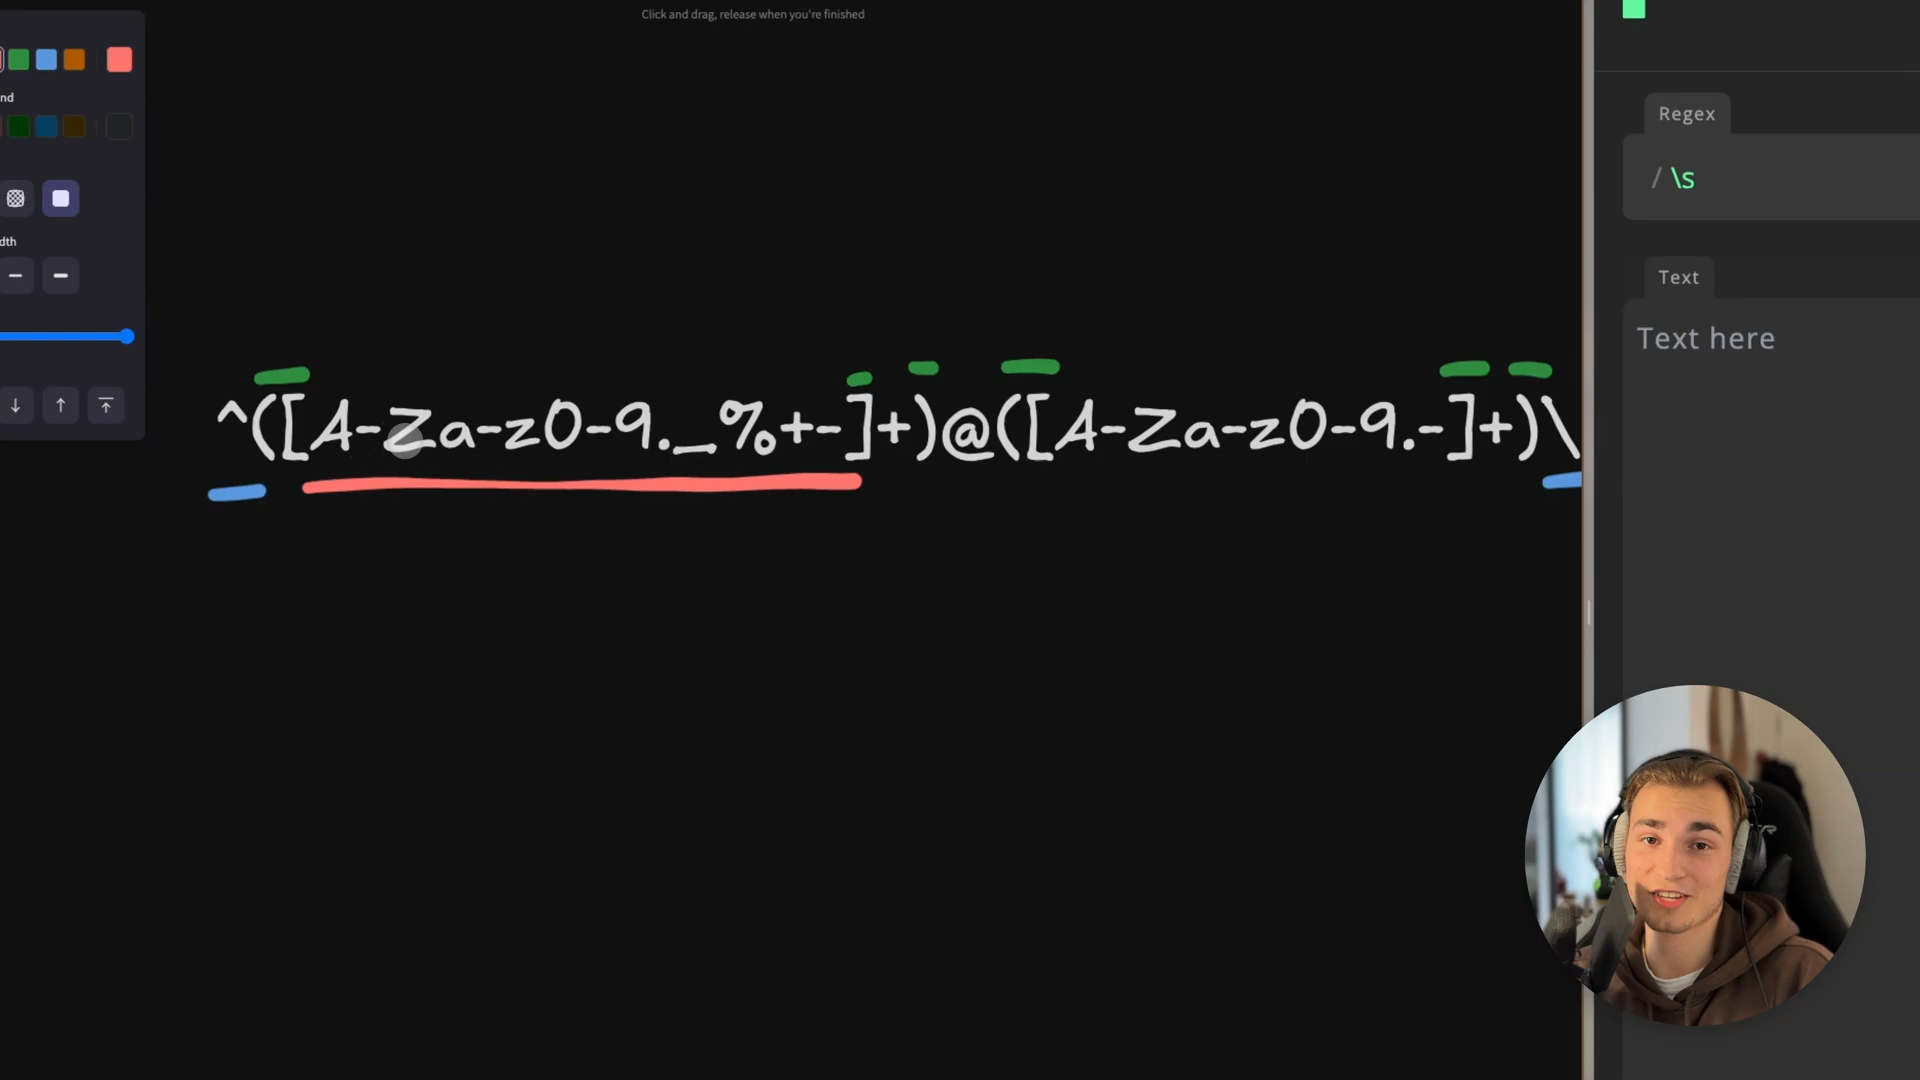 Click and drag, release when you're finished
nd
dth
^([A-Za-z0-9._%+-]+)@([A-Za-z0-9.-]+)\
Regex
/ \s
Text
Text here